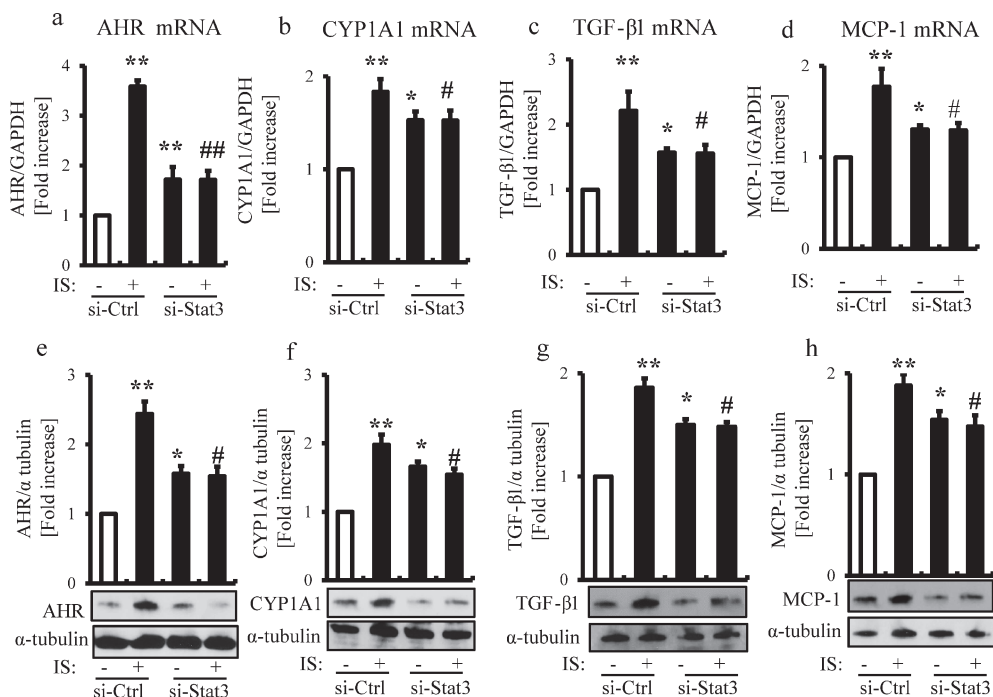 a
AHR mRNA
AHR/GAPDH
[Fold increase]
4
3
2
1
0
**
**
##
IS: - + - +
si-Ctrl si-Stat3
b
CYP1A1 mRNA
CYP1A1/GAPDH
[Fold increase]
2
1
0
**
*
#
IS: - + - +
si-Ctrl si-Stat3
c
TGF-β1 mRNA
TGF-β1/GAPDH
[Fold increase]
3
2
1
0
**
*
#
IS: - + - +
si-Ctrl si-Stat3
d
MCP-1 mRNA
MCP-1/GAPDH
[Fold increase]
2
1
0
**
*
#
IS: - + - +
si-Ctrl si-Stat3
e
AHR/α tubulin
[Fold increase]
3
2
1
0
**
*
#
AHR
α-tubulin
IS: - + - +
si-Ctrl si-Stat3
f
CYP1A1/α tubulin
[Fold increase]
3
2
1
0
**
*
#
CYP1A1
α-tubulin
IS: - + - +
si-Ctrl si-Stat3
g
TGF-β1/α tubulin
[Fold increase]
2
1
0
**
*
#
TGF-β1
α-tubulin
IS: - + - +
si-Ctrl si-Stat3
h
MCP-1/α tubulin
[Fold increase]
2
1
0
**
*
#
MCP-1
α-tubulin
IS: - + - +
si-Ctrl si-Stat3